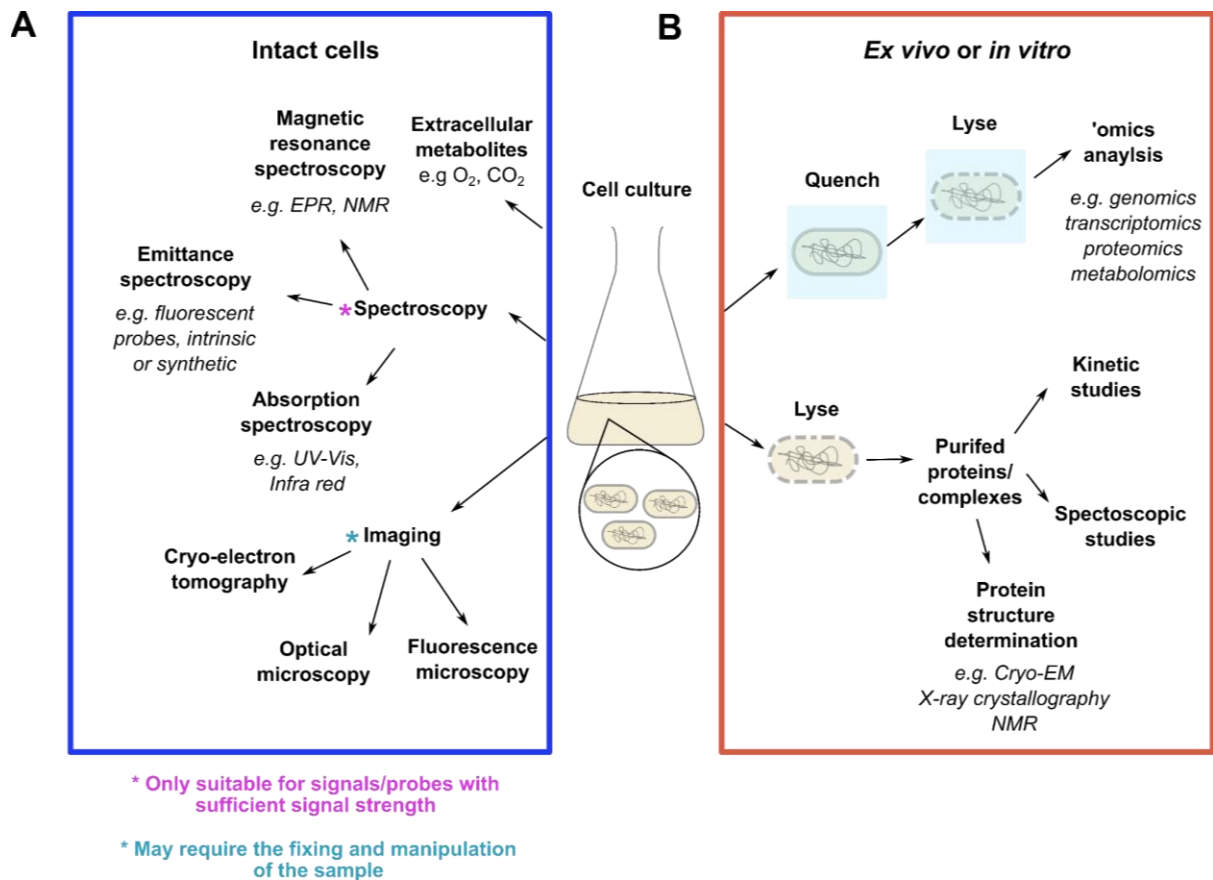 A
Intact cells
Magnetic
resonance
spectroscopy
e.g. EPR, NMR
Extracellular
metabolites
e.g O₂, CO₂
Emittance
spectroscopy
e.g. fluorescent
probes, intrinsic
or synthetic
* Spectroscopy
Absorption
spectroscopy
e.g. UV-Vis,
Infra red
* Imaging
Cryo-electron
tomography
Optical
microscopy
Fluorescence
microscopy
* Only suitable for signals/probes with
sufficient signal strength
* May require the fixing and manipulation
of the sample
Cell culture
B
Ex vivo or in vitro
Quench
Lyse
'omics
anaylsis
e.g. genomics
transcriptomics
proteomics
metabolomics
Lyse
Purifed
proteins/
complexes
Kinetic
studies
Spectoscopic
studies
Protein
structure
determination
e.g. Cryo-EM
X-ray crystallography
NMR